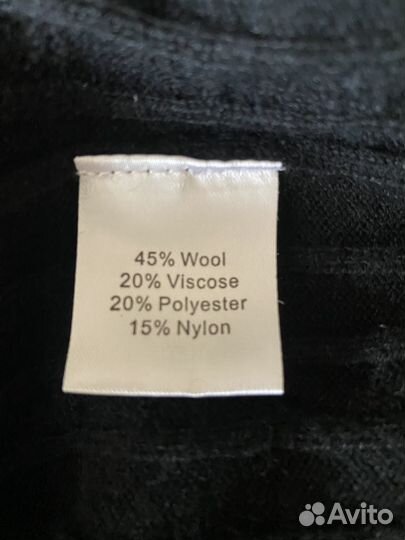 45% Wool
20% Viscose
20% Polyester
15% Nylon
Avito